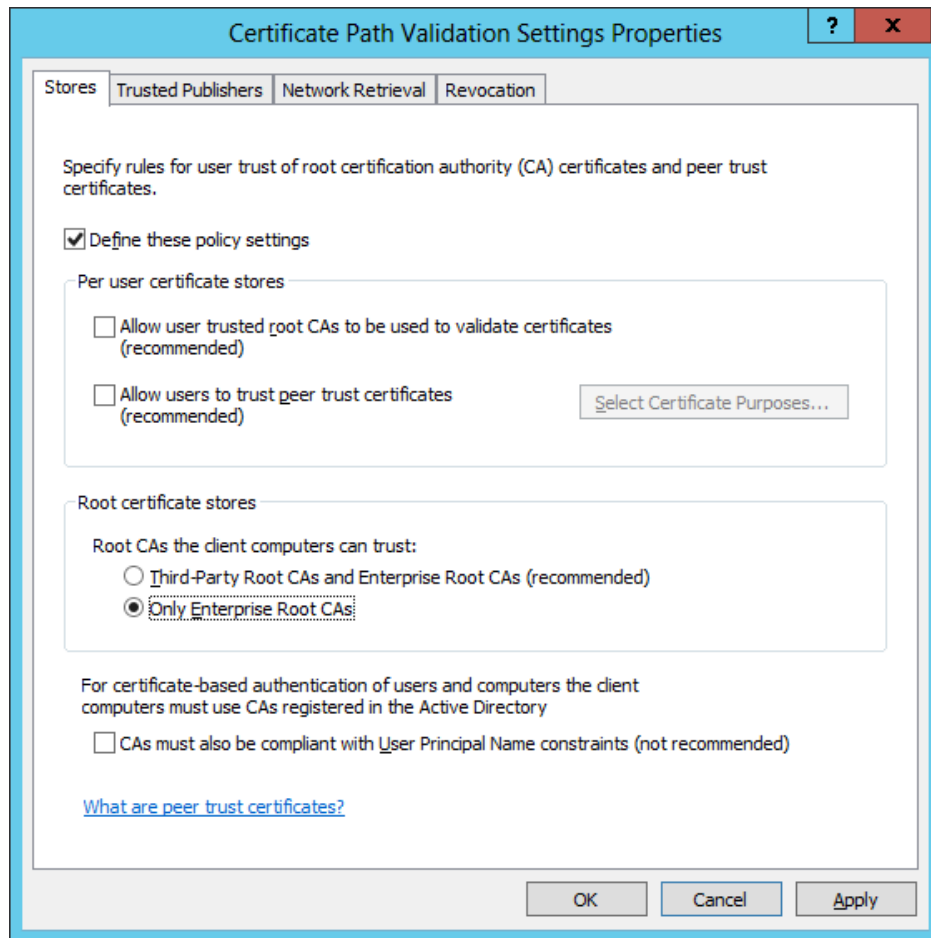 Certificate Path Validation Settings Properties
? x
Stores Trusted Publishers Network Retrieval Revocation
Specify rules for user trust of root certification authority (CA) certificates and peer trust
certificates.
Define these policy settings
Per user certificate stores
Allow user trusted root CAs to be used to validate certificates
(recommended)
Allow users to trust peer trust certificates
(recommended)
Select Certificate Purposes...
Root certificate stores
Root CAs the client computers can trust:
Third-Party Root CAs and Enterprise Root CAs (recommended)
Only Enterprise Root CAs
For certificate-based authentication of users and computers the client
computers must use CAs registered in the Active Directory
CAs must also be compliant with User Principal Name constraints (not recommended)
What are peer trust certificates?
OK Cancel Apply